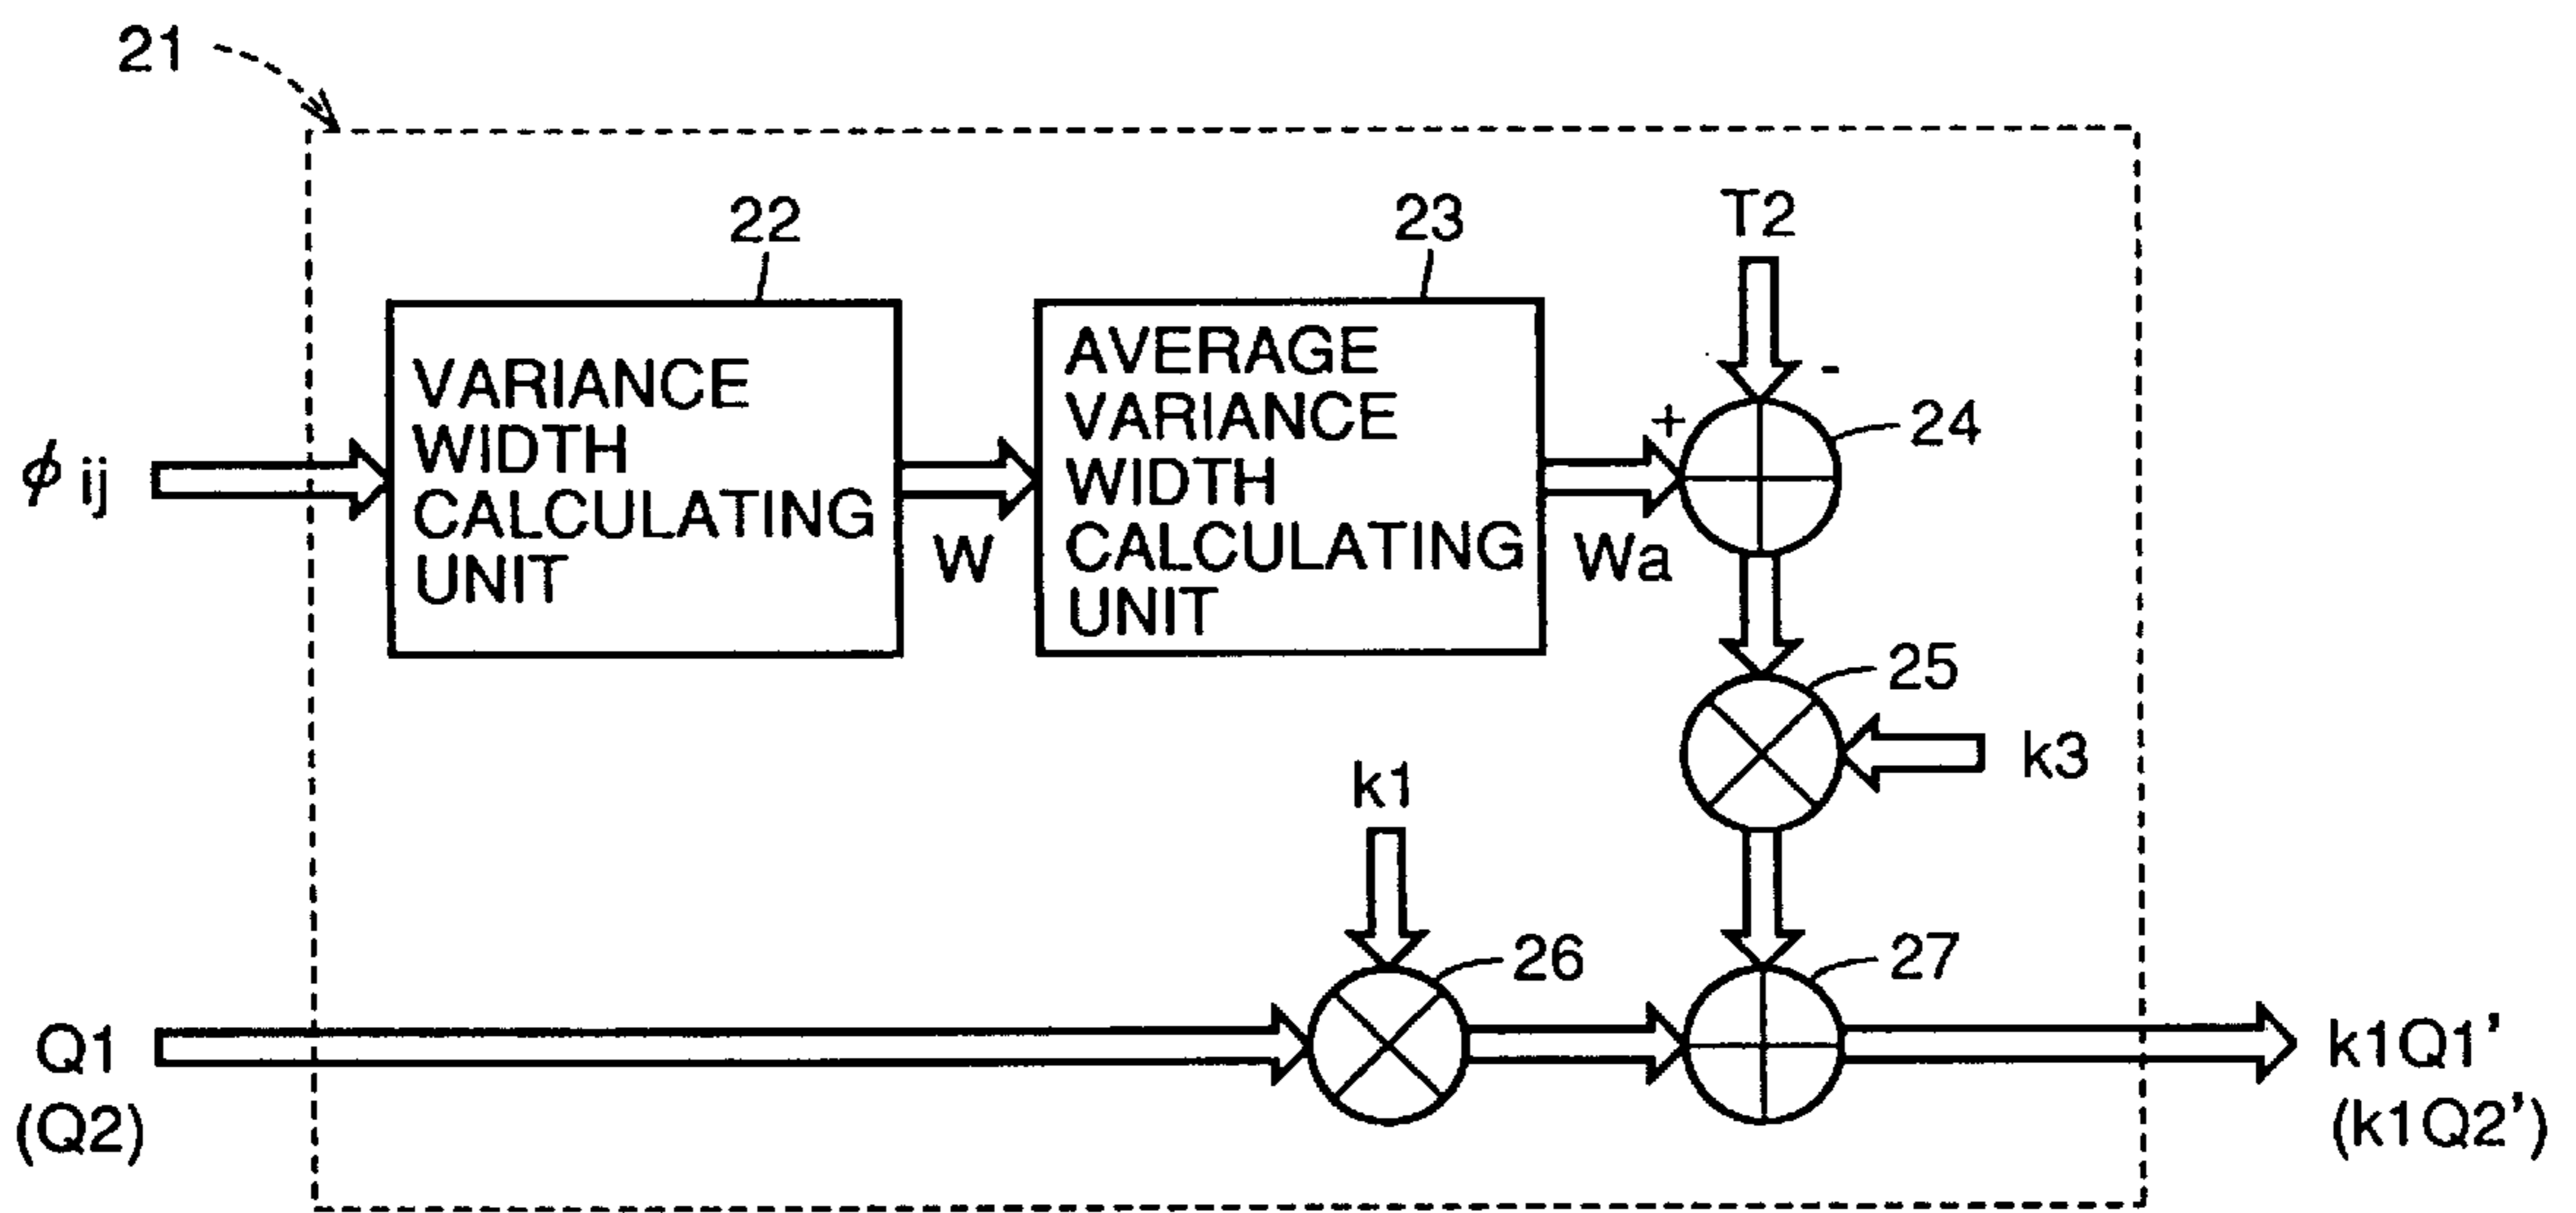 21
22
23
T2
VARIANCE
WIDTH
CALCULATING
UNIT
AVERAGE
VARIANCE
WIDTH
CALCULATING
UNIT
-
+
24
ϕ ij
W
Wa
25
k3
k1
26
27
Q1
(Q2)
k1Q1’
(k1Q2’)